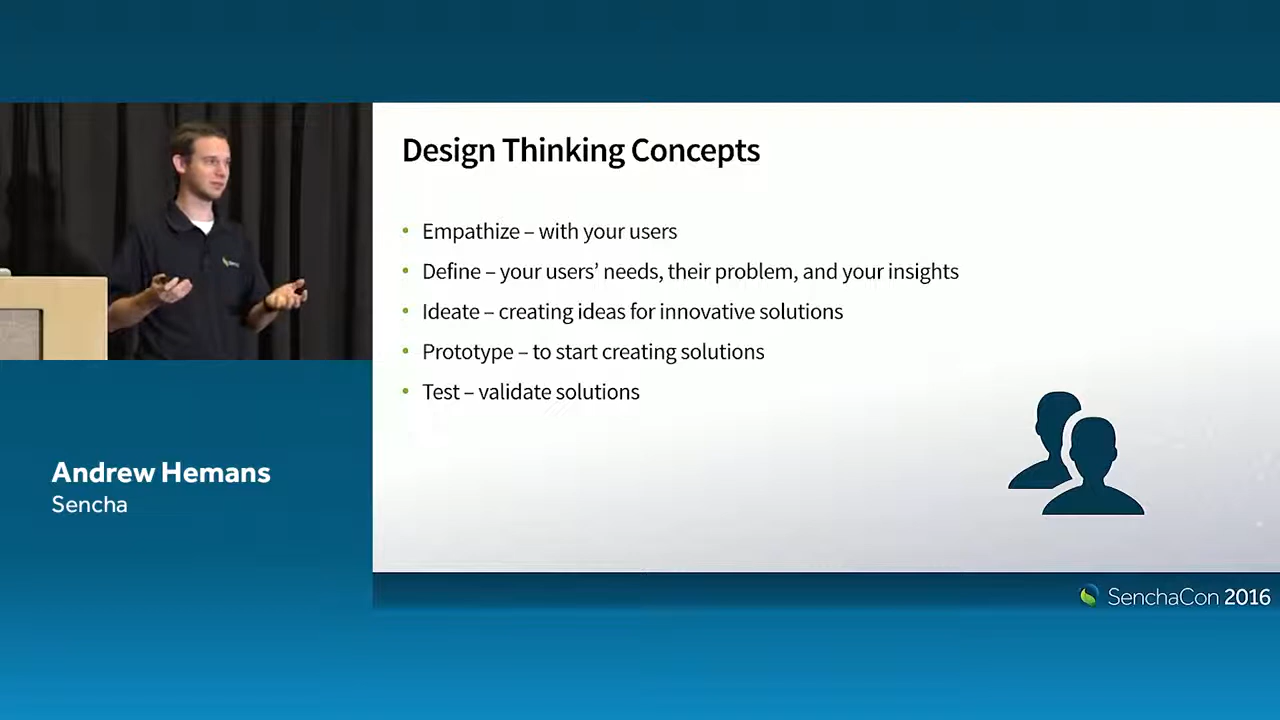 Design Thinking Concepts
• Empathize – with your users
• Define – your users’ needs, their problem, and your insights
• Ideate – creating ideas for innovative solutions
• Prototype – to start creating solutions
• Test – validate solutions
Andrew Hemans
Sencha
SenchaCon 2016